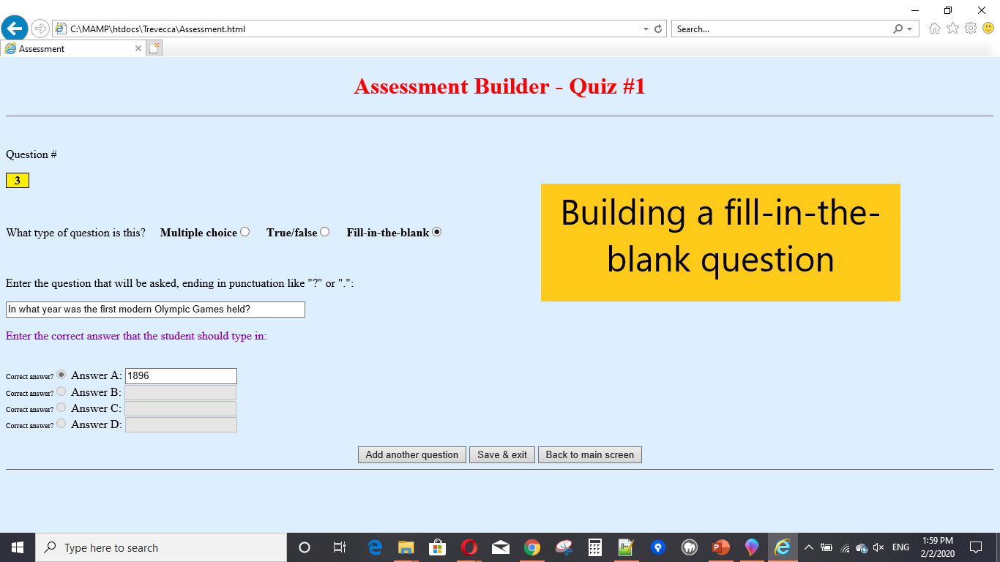 C:\MAMP\htdocs\Trevecca\Assessment.html
Search...
Assessment
Assessment Builder - Quiz #1
Question #
3
Building a fill-in-the-
blank question
What type of question is this? Multiple choice True/false Fill-in-the-blank
Enter the question that will be asked, ending in punctuation like "?" or ".":
In what year was the first modern Olympic Games held?
Enter the correct answer that the student should type in:
Correct answer? Answer A: 1896
Correct answer? Answer B:
Correct answer? Answer C:
Correct answer? Answer D:
Add another question Save & exit Back to main screen
Type here to search
ENG
1:59 PM
2/2/2020